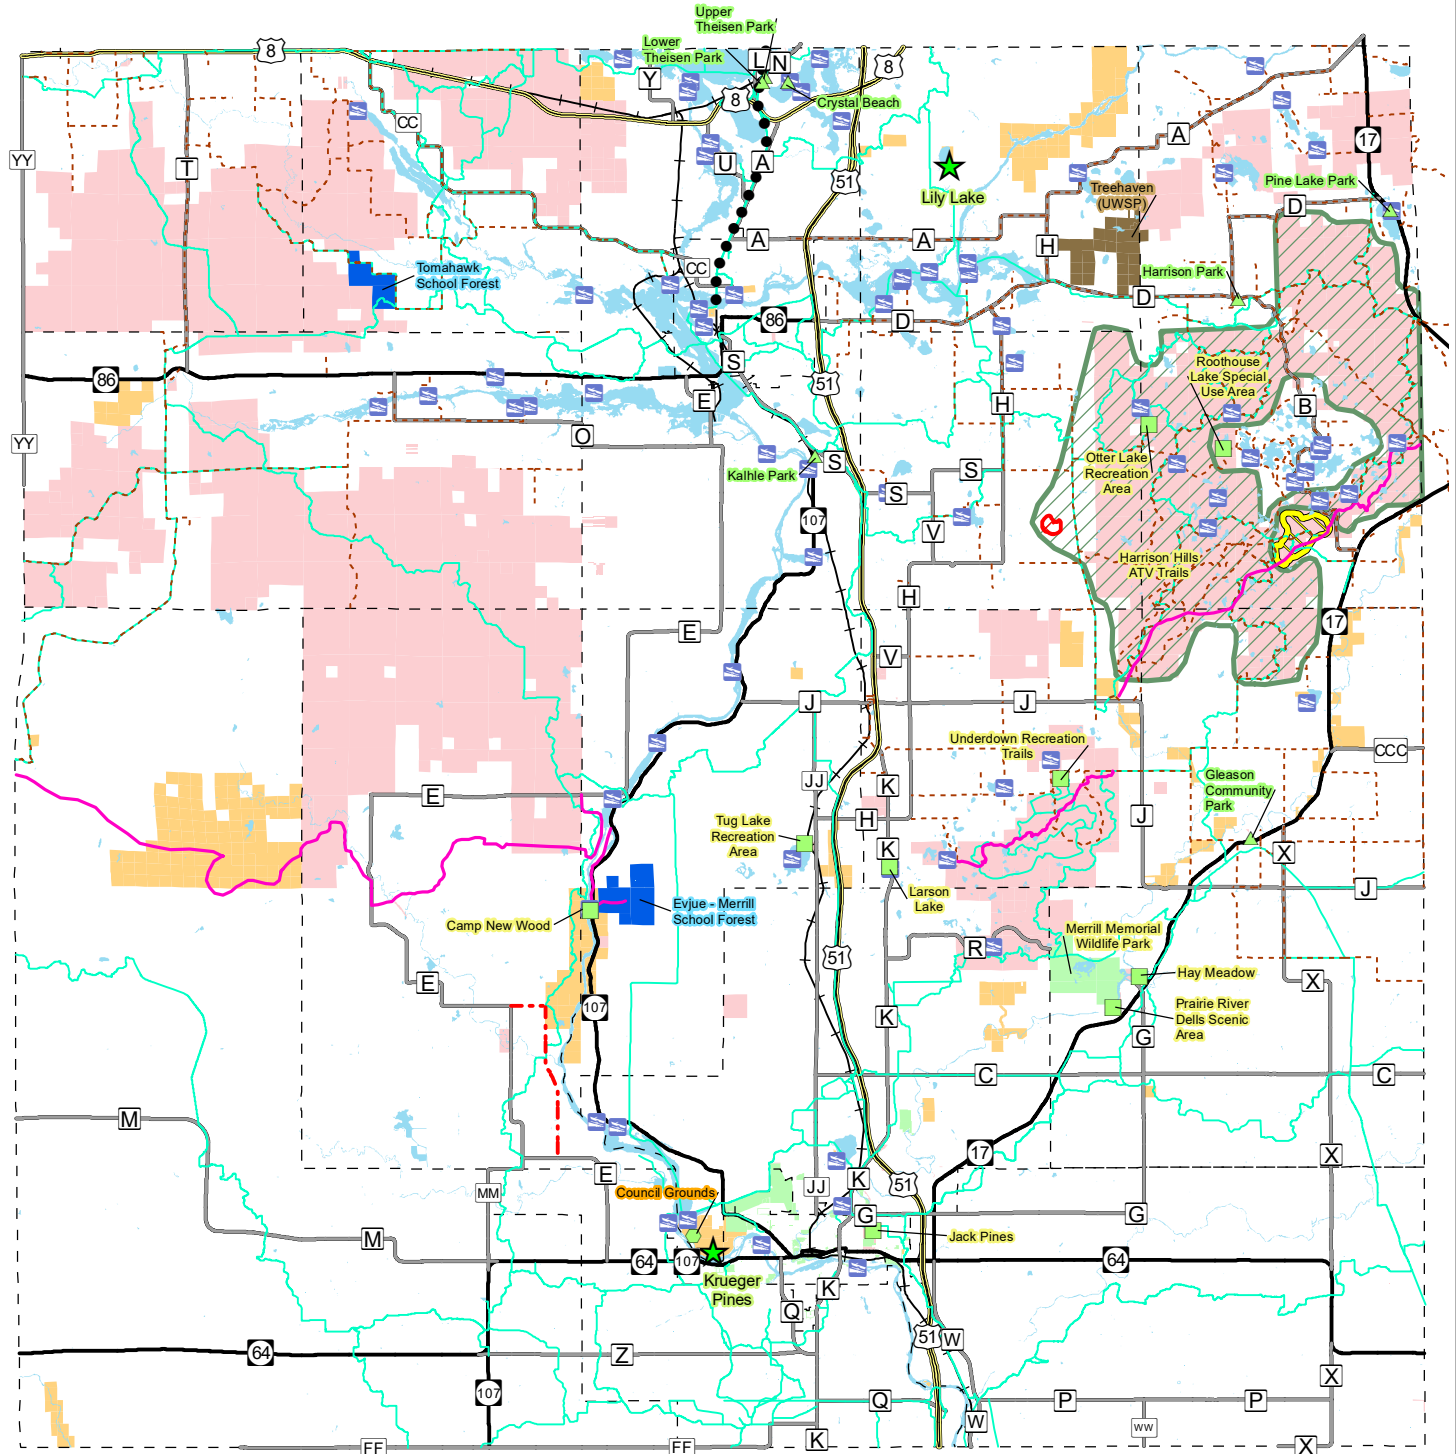 Upper
Theisen Park
Lower
Theisen Park
8
L
N
8
Y
8
Crystal Beach
CC
A
17
YY
T
U
A
51
Lily Lake
Treehaven
(UWSP)
Pine Lake Park
D
A
A
H
CC
Tomahawk
School Forest
Harrison Park
D
86
D
S
Roothouse
Lake Special
Use Area
86
51
E
H
B
YY
O
Otter Lake
Recreation
Area
Kalhle Park
S
S
S
107
V
Harrison Hills
ATV Trails
H
17
E
V
J
J
Underdown Recreation
Trails
CCC
Gleason
Community
Park
JJ
K
E
H
J
Tug Lake
Recreation
Area
K
X
J
Larson
Lake
Evjue - Merrill
School Forest
Camp New Wood
Merrill Memorial
Wildlife Park
R
51
Hay Meadow
E
X
107
K
Prairie River
Dells Scenic
Area
G
C
C
M
17
X
E
MM
Council Grounds
JJ
K
51
G
G
M
Jack Pines
64
107
64
Krueger
Pines
K
Q
51
W
64
Z
X
107
Q
P
P
W
WW
K
FF
FF
X